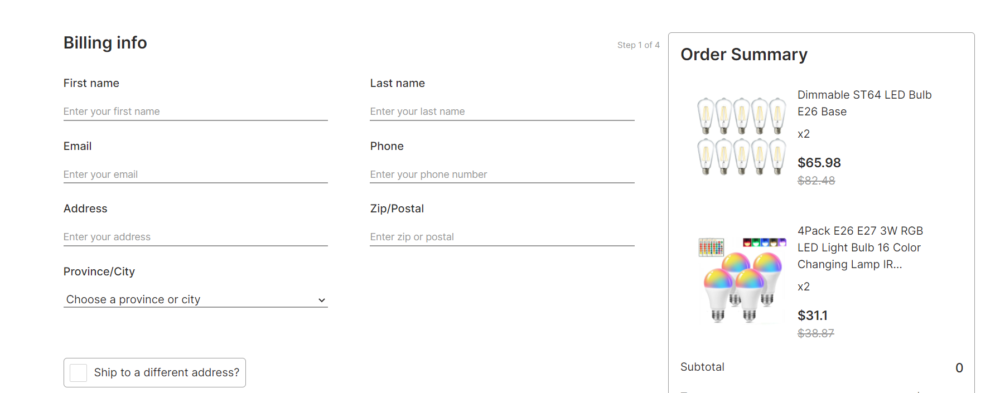 Billing info
Step 1 of 4
First name
Last name
Enter your first name
Enter your last name
Email
Phone
Enter your email
Enter your phone number
Address
Zip/Postal
Enter your address
Enter zip or postal
Province/City
Choose a province or city
Ship to a different address?
Order Summary
Dimmable ST64 LED Bulb
E26 Base
x2
$65.98
$82.48
4Pack E26 E27 3W RGB
LED Light Bulb 16 Color
Changing Lamp IR...
x2
$31.1
$38.87
Subtotal
0